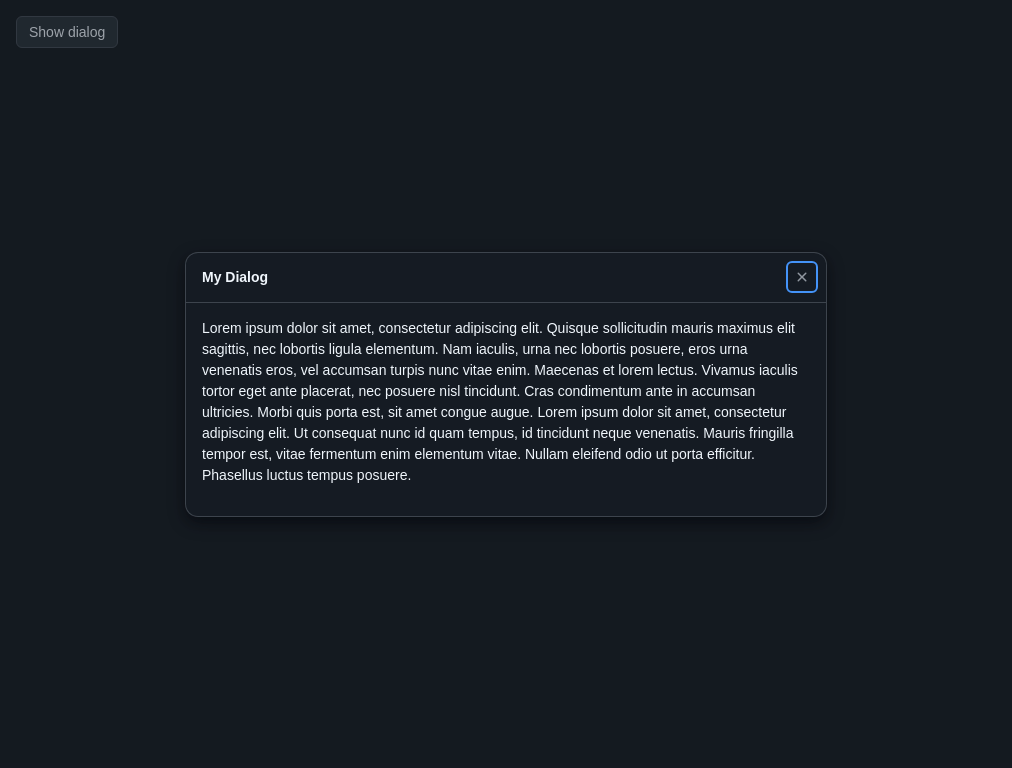 Show dialog
My Dialog
Lorem ipsum dolor sit amet, consectetur adipiscing elit. Quisque sollicitudin mauris maximus elit
sagittis, nec lobortis ligula elementum. Nam iaculis, urna nec lobortis posuere, eros urna
venenatis eros, vel accumsan turpis nunc vitae enim. Maecenas et lorem lectus. Vivamus iaculis
tortor eget ante placerat, nec posuere nisl tincidunt. Cras condimentum ante in accumsan
ultricies. Morbi quis porta est, sit amet congue augue. Lorem ipsum dolor sit amet, consectetur
adipiscing elit. Ut consequat nunc id quam tempus, id tincidunt neque venenatis. Mauris fringilla
tempor est, vitae fermentum enim elementum vitae. Nullam eleifend odio ut porta efficitur.
Phasellus luctus tempus posuere.